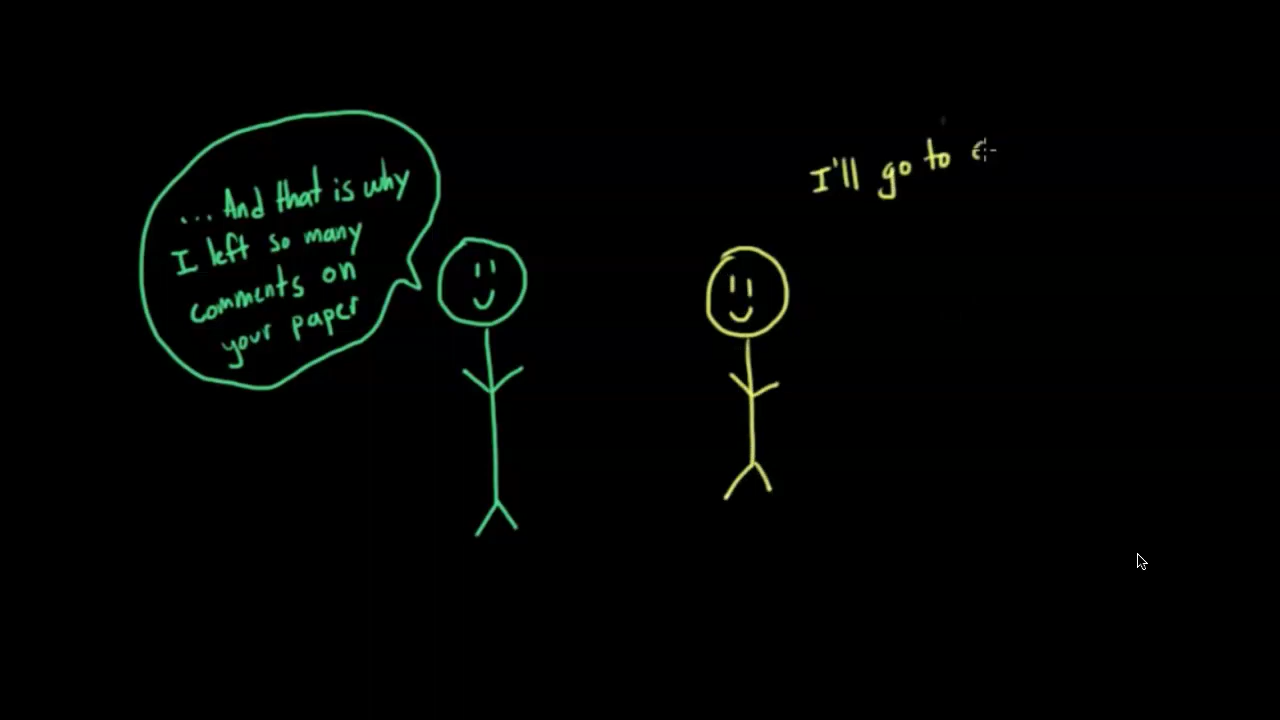 ... And that is why
I left so many
comments on
your paper
I'll go to